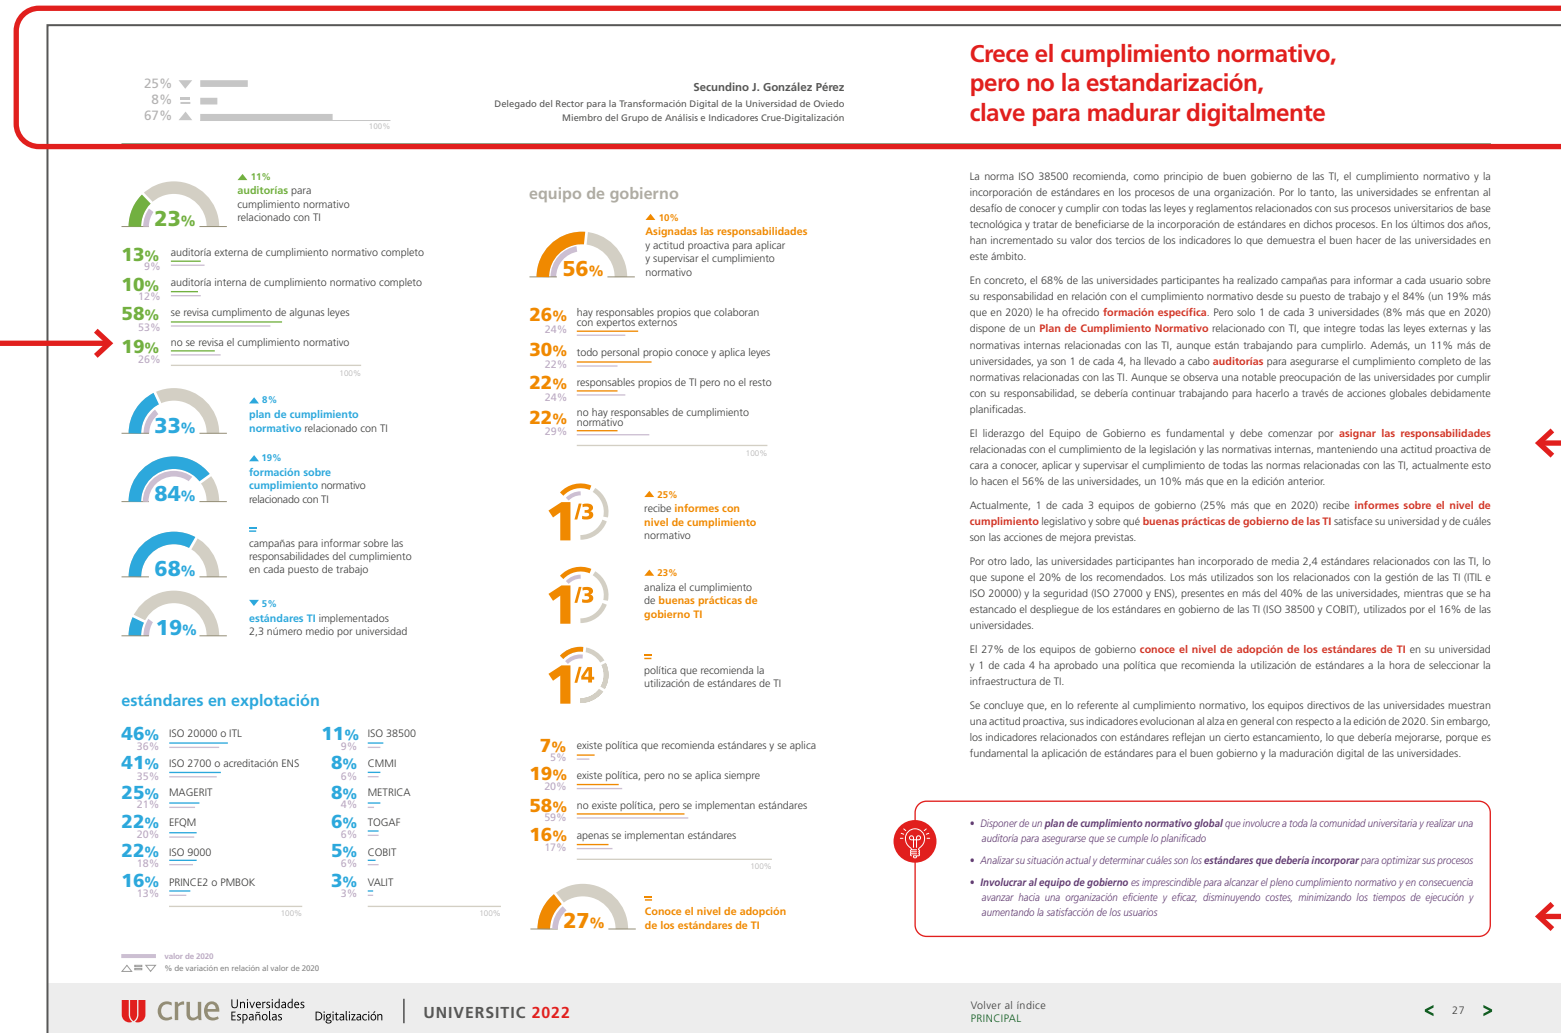 25%
8%
67%
100%
Secundino J. González Pérez
Delegado del Rector para la Transformación Digital de la Universidad de Oviedo
Miembro del Grupo de Análisis e Indicadores Crue-Digitalización
Crece el cumplimiento normativo,
pero no la estandarización,
clave para madurar digitalmente
23%
11%
auditorías para
cumplimiento normativo
relacionado con TI
13% auditoría externa de cumplimiento normativo completo
9%
10% auditoría interna de cumplimiento normativo completo
12%
58% se revisa cumplimento de algunas leyes
53%
19% no se revisa el cumplimiento normativo
26%
100%
33%
8%
plan de cumplimiento
normativo relacionado con TI
84%
19%
formación sobre
cumplimiento normativo
relacionado con TI
68%
=
campañas para informar sobre las
responsabilidades del cumplimiento
en cada puesto de trabajo
19%
5%
estándares TI implementados
2,3 número medio por universidad
estándares en explotación
46% ISO 20000 o ITL
36%
41% ISO 2700 o acreditación ENS
35%
25% MAGERIT
21%
22% EFQM
20%
22% ISO 9000
18%
16% PRINCE2 o PMBOK
13%
100%
11% ISO 38500
9%
8% CMMI
6%
8% METRICA
4%
6% TOGAF
6%
5% COBIT
6%
3% VALIT
3%
100%
valor de 2020
% de variación en relación al valor de 2020
equipo de gobierno
56%
10%
Asignadas las responsabilidades
y actitud proactiva para aplicar
y supervisar el cumplimiento
normativo
26% hay responsables propios que colaboran
con expertos externos
24%
30% todo personal propio conoce y aplica leyes
22%
22% responsables propios de TI pero no el resto
24%
22% no hay responsables de cumplimiento
normativo
29%
100%
1/3
25%
recibe informes con
nivel de cumplimiento
normativo
1/3
23%
analiza el cumplimiento
de buenas prácticas de
gobierno TI
1/4
=
política que recomienda la
utilización de estándares de TI
7% existe política que recomienda estándares y se aplica
5%
19% existe política, pero no se aplica siempre
20%
58% no existe política, pero se implementan estándares
59%
16% apenas se implementan estándares
17%
100%
27%
=
Conoce el nivel de adopción
de los estándares de TI
La norma ISO 38500 recomienda, como principio de buen gobierno de las TI, el cumplimiento normativo y la
incorporación de estándares en los procesos de una organización. Por lo tanto, las universidades se enfrentan al
desafío de conocer y cumplir con todas las leyes y reglamentos relacionados con sus procesos universitarios de base
tecnológica y tratar de beneficiarse de la incorporación de estándares en dichos procesos. En los últimos dos años,
han incrementado su valor dos tercios de los indicadores lo que demuestra el buen hacer de las universidades en
este ámbito.
En concreto, el 68% de las universidades participantes ha realizado campañas para informar a cada usuario sobre
su responsabilidad en relación con el cumplimiento normativo desde su puesto de trabajo y el 84% (un 19% más
que en 2020) le ha ofrecido formación específica. Pero solo 1 de cada 3 universidades (8% más que en 2020)
dispone de un Plan de Cumplimiento Normativo relacionado con TI, que integre todas las leyes externas y las
normativas internas relacionadas con las TI, aunque están trabajando para cumplirlo. Además, un 11% más de
universidades, ya son 1 de cada 4, ha llevado a cabo auditorías para asegurarse el cumplimiento completo de las
normativas relacionadas con las TI. Aunque se observa una notable preocupación de las universidades por cumplir
con su responsabilidad, se debería continuar trabajando para hacerlo a través de acciones globales debidamente
planificadas.
El liderazgo del Equipo de Gobierno es fundamental y debe comenzar por asignar las responsabilidades
relacionadas con el cumplimiento de la legislación y las normativas internas, manteniendo una actitud proactiva de
cara a conocer, aplicar y supervisar el cumplimiento de todas las normas relacionadas con las TI, actualmente esto
lo hacen el 56% de las universidades, un 10% más que en la edición anterior.
Actualmente, 1 de cada 3 equipos de gobierno (25% más que en 2020) recibe informes sobre el nivel de
cumplimiento legislativo y sobre qué buenas prácticas de gobierno de las TI satisface su universidad y de cuáles
son las acciones de mejora previstas.
Por otro lado, las universidades participantes han incorporado de media 2,4 estándares relacionados con las TI, lo
que supone el 20% de los recomendados. Los más utilizados son los relacionados con la gestión de las TI (ITIL e
ISO 20000) y la seguridad (ISO 27000 y ENS), presentes en más del 40% de las universidades, mientras que se ha
estancado el despliegue de los estándares en gobierno de las TI (ISO 38500 y COBIT), utilizados por el 16% de las
universidades.
El 27% de los equipos de gobierno conoce el nivel de adopción de los estándares de TI en su universidad
y 1 de cada 4 ha aprobado una política que recomienda la utilización de estándares a la hora de seleccionar la
infraestructura de TI.
Se concluye que, en lo referente al cumplimiento normativo, los equipos directivos de las universidades muestran
una actitud proactiva, sus indicadores evolucionan al alza en general con respecto a la edición de 2020. Sin embargo,
los indicadores relacionados con estándares reflejan un cierto estancamiento, lo que debería mejorarse, porque es
fundamental la aplicación de estándares para el buen gobierno y la maduración digital de las universidades.
• Disponer de un plan de cumplimiento normativo global que involucre a toda la comunidad universitaria y realizar una
auditoría para asegurarse que se cumple lo planificado
• Analizar su situación actual y determinar cuáles son los estándares que debería incorporar para optimizar sus procesos
• Involucrar al equipo de gobierno es imprescindible para alcanzar el pleno cumplimiento normativo y en consecuencia
avanzar hacia una organización eficiente y eficaz, disminuyendo costes, minimizando los tiempos de ejecución y
aumentando la satisfacción de los usuarios
crue Universidades Españolas Digitalización | UNIVERSITIC 2022
Volver al índice
PRINCIPAL
< 27 >